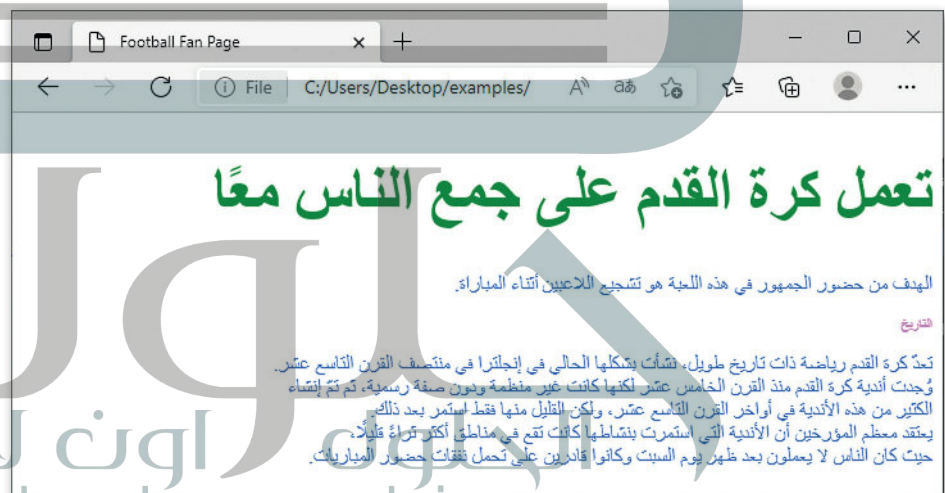 Football Fan Page
File C:/Users/Desktop/examples/
تعمل كرة القدم على جمع الناس معًا
الهدف من حضور الجمهور في هذه اللعبة هو تشجيع اللاعبين أثناء المباراة.
التاريخ
تعدّ كرة القدم رياضة ذات تاريخ طويل، نشأت بشكلها الحالي في إنجلترا في منتصف القرن التاسع عشر.
وُجدت أندية كرة القدم منذ القرن الخامس عشر لكنها كانت غير منظمة ودون صفة رسمية، ثم تمّ إنشاء
الكثير من هذه الأندية في أواخر القرن التاسع عشر، ولكن القليل منها فقط استمر بعد ذلك.
يعتقد معظم المؤرخين أن الأندية التي استمرت بنشاطها كانت تقع في مناطق أكثر ثراءً قليلًا،
حيث كان الناس لا يعملون بعد ظهر يوم السبت وكانوا قادرين على تحمل نفقات حضور المباريات.
حلول
الحلول اون